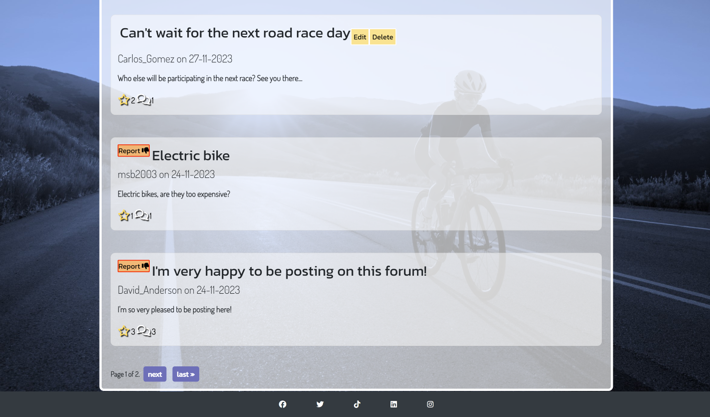 Can't wait for the next road race day Edit Delete
Carlos_Gomez on 27-11-2023
Who else will be participating in the next race? See you there...
2 1
Report Electric bike
msb2003 on 24-11-2023
Electric bikes, are they too expensive?
1 1
Report I'm very happy to be posting on this forum!
David_Anderson on 24-11-2023
I'm so very pleased to be posting here!
3 3
Page 1 of 2. next last »